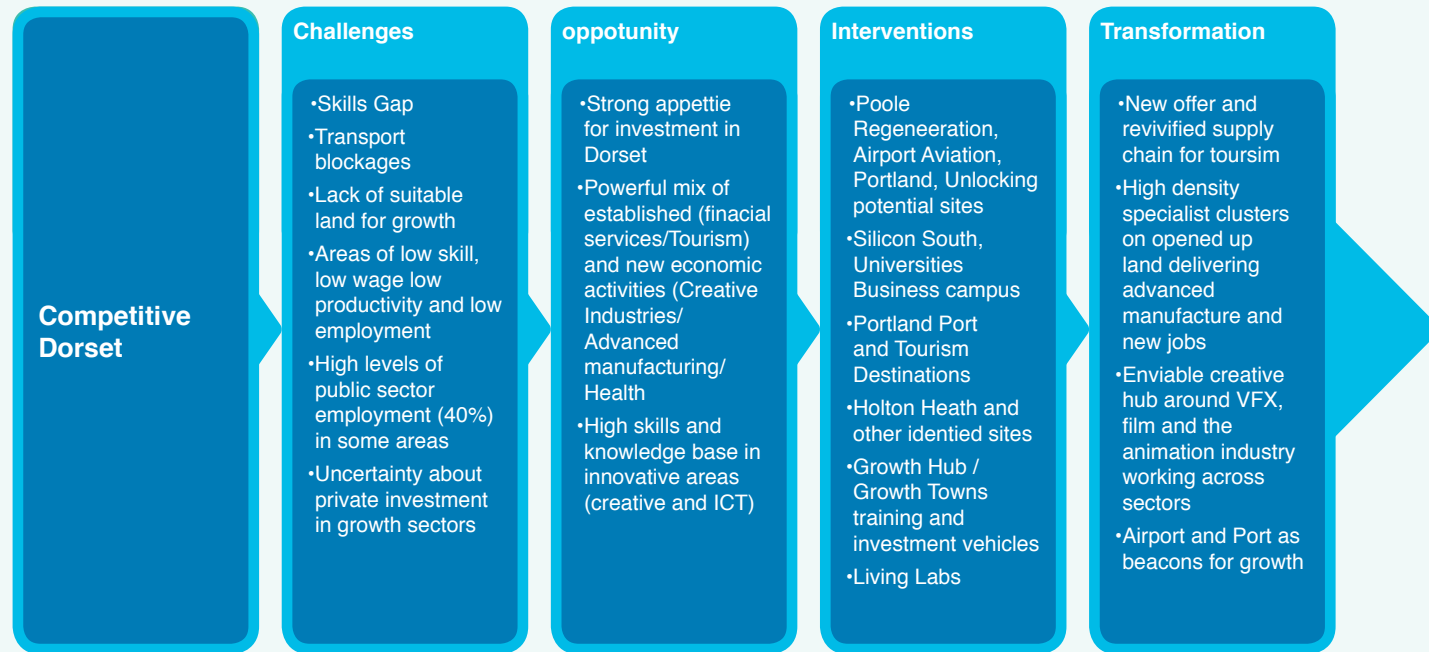 Competitive
Dorset
Challenges
•Skills Gap
•Transport
blockages
•Lack of suitable
land for growth
•Areas of low skill,
low wage low
productivity and low
employment
•High levels of
public sector
employment (40%)
in some areas
•Uncertainty about
private investment
in growth sectors
oppotunity
•Strong appettie
for investment in
Dorset
•Powerful mix of
established (finacial
services/Tourism)
and new economic
activities (Creative
Industries/
Advanced
manufacturing/
Health
•High skills and
knowledge base in
innovative areas
(creative and ICT)
Interventions
•Poole
Regeneeration,
Airport Aviation,
Portland, Unlocking
potential sites
•Silicon South,
Universities
Business campus
•Portland Port
and Tourism
Destinations
•Holton Heath and
other identied sites
•Growth Hub /
Growth Towns
training and
investment vehicles
•Living Labs
Transformation
•New offer and
revivified supply
chain for toursim
•High density
specialist clusters
on opened up
land delivering
advanced
manufacture and
new jobs
•Enviable creative
hub around VFX,
film and the
animation industry
working across
sectors
•Airport and Port as
beacons for growth